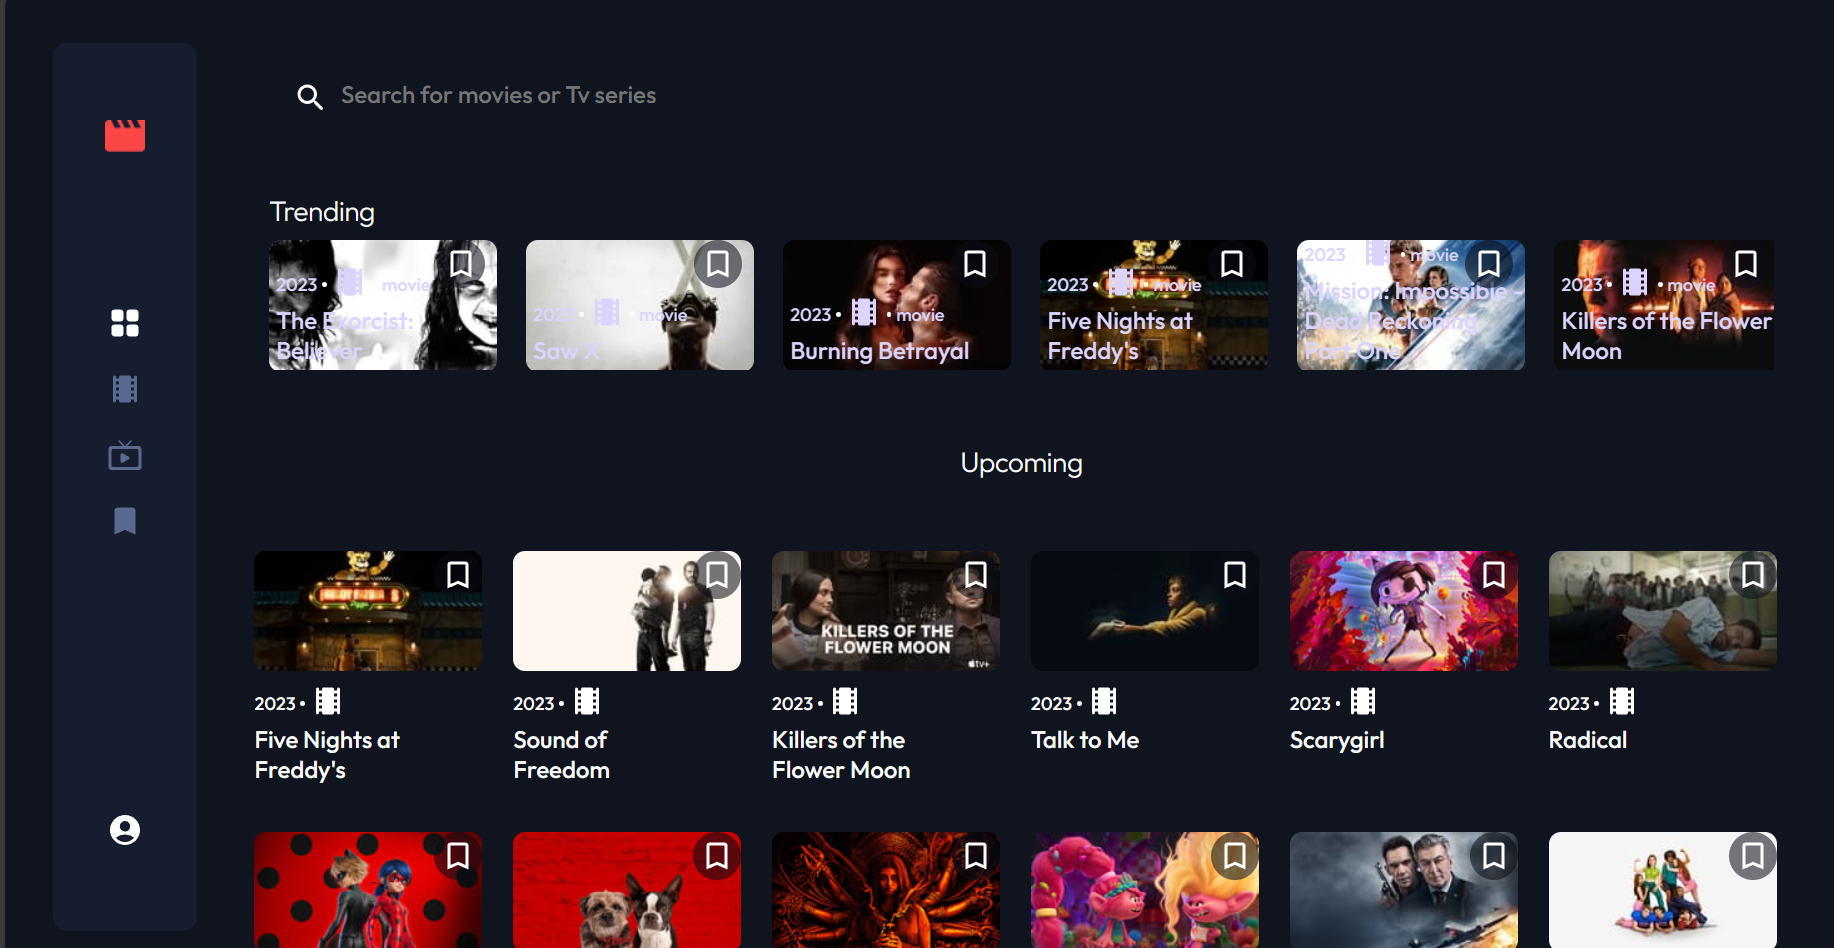 Search for movies or Tv series
Trending
2023 • movie
The Exorcist:
Believer
2023 • • movie
Saw X
2023 • • movie
Burning Betrayal
2023 • • movie
Five Nights at
Freddy's
2023 • movie
Mission: Impossible -
Dead Reckoning
Part One
2023 • • movie
Killers of the Flower
Moon
Upcoming
KILLERS OF THE
FLOWER MOON
tv+
2023 •
Five Nights at
Freddy's
2023 •
Sound of
Freedom
2023 •
Killers of the
Flower Moon
2023 •
Talk to Me
2023 •
Scarygirl
2023 •
Radical